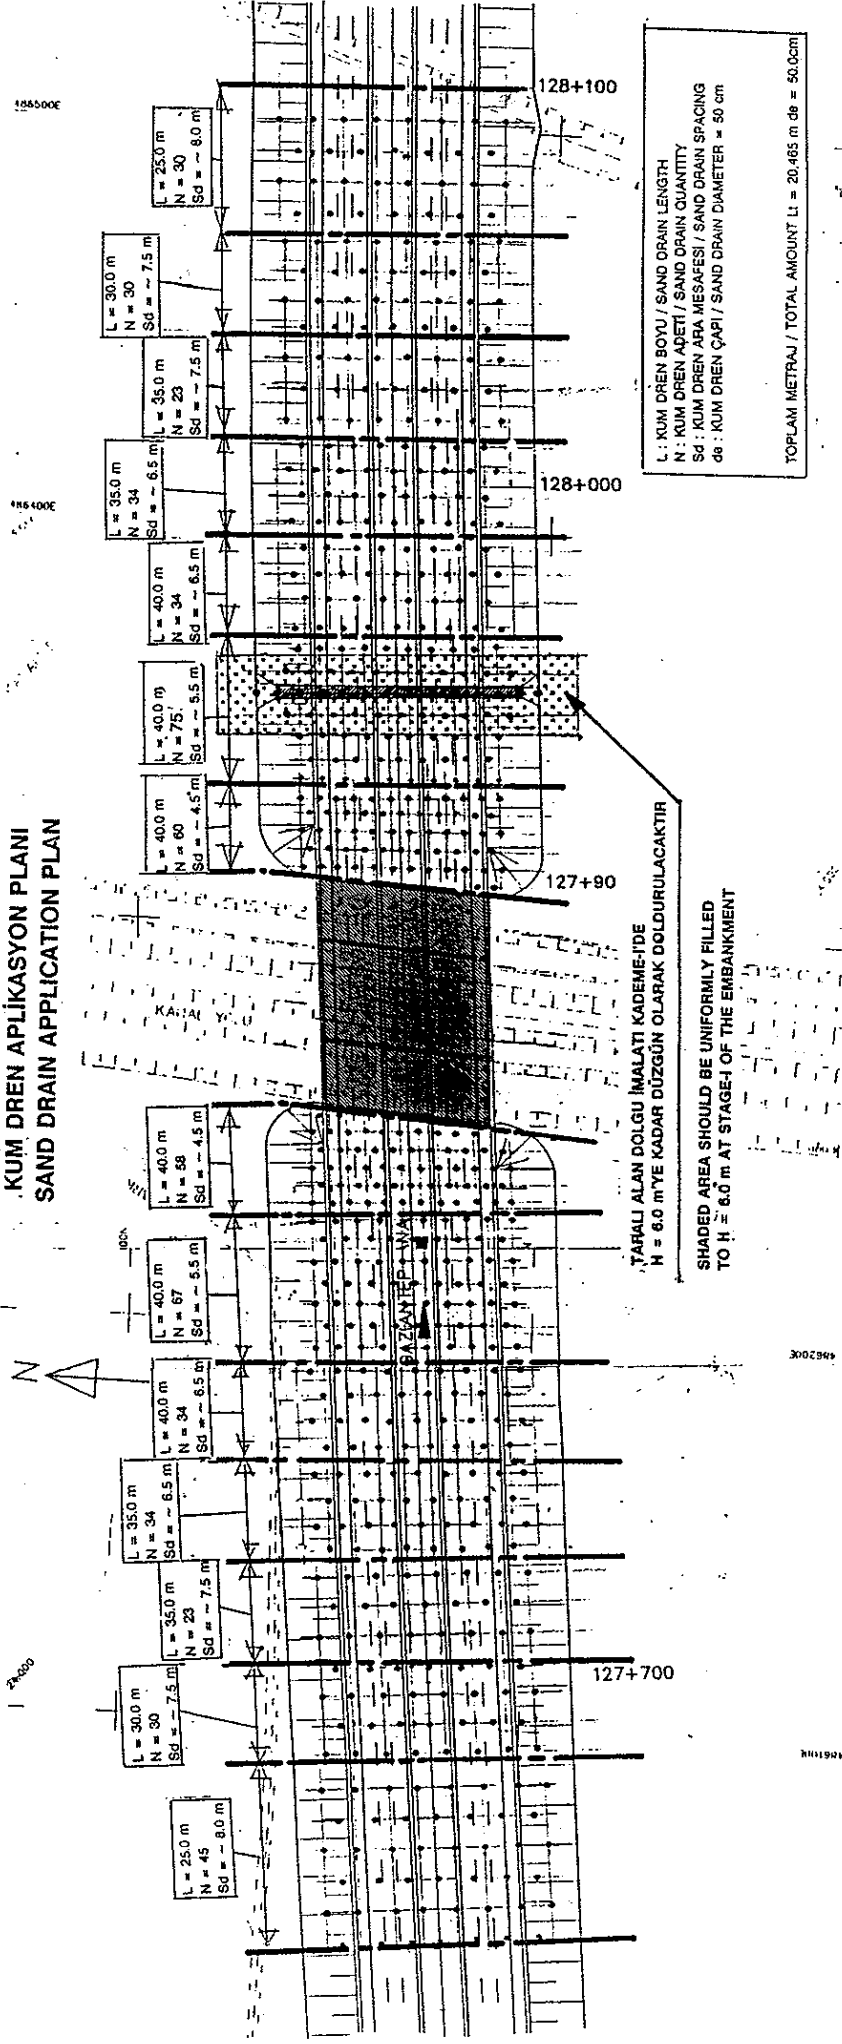 KUM DREN APLİKASYON PLANI
SAND DRAIN APPLICATION PLAN
N
L = 25.0 m
N = 45
Sd = ~ 8.0 m
L = 30.0 m
N = 30
Sd = ~ 7.5 m
L = 35.0 m
N = 23
Sd = ~ 7.5 m
L = 35.0 m
N = 34
Sd = ~ 6.5 m
L = 40.0 m
N = 34
Sd = ~ 6.5 m
L = 40.0 m
N = 67
Sd = ~ 5.5 m
L = 40.0 m
N = 58
Sd = ~ 4.5 m
L = 40.0 m
N = 60
Sd = ~ 4.5 m
L = 40.0 m
N = 75
Sd = ~ 5.5 m
L = 40.0 m
N = 34
Sd = ~ 6.5 m
L = 35.0 m
N = 34
Sd = ~ 6.5 m
L = 35.0 m
N = 23
Sd = ~ 7.5 m
L = 30.0 m
N = 30
Sd = ~ 7.5 m
L = 25.0 m
N = 30
Sd = ~ 8.0 m
127+700
127+90
128+000
128+100
GAZİANTEP
486200E
486400E
486500E
TARALI ALAN DOLGU İMALATI KADEME-I'DE
H = 6.0 m'YE KADAR DÜZGÜN OLARAK DOLDURULACAKTIR
SHADED AREA SHOULD BE UNIFORMLY FILLED
TO H = 6.0 m AT STAGE-I OF THE EMBANKMENT
L : KUM DREN BOYU / SAND DRAIN LENGTH
N : KUM DREN ADETİ / SAND DRAIN QUANTITY
Sd : KUM DREN ARA MESAFESİ / SAND DRAIN SPACING
de : KUM DREN ÇAPI / SAND DRAIN DIAMETER = 50 cm
TOPLAM METRAJ / TOTAL AMOUNT Lt = 20,465 m de = 50.0cm